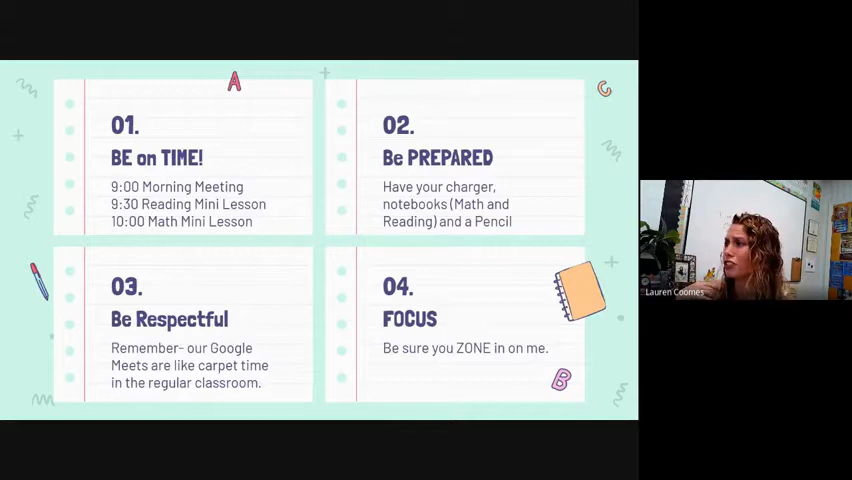 A
C
01.
BE on TIME!
9:00 Morning Meeting
9:30 Reading Mini Lesson
10:00 Math Mini Lesson
02.
Be PREPARED
Have your charger,
notebooks (Math and
Reading) and a Pencil
03.
Be Respectful
Remember- our Google
Meets are like carpet time
in the regular classroom.
04.
FOCUS
Be sure you ZONE in on me.
B
Lauren Coomes